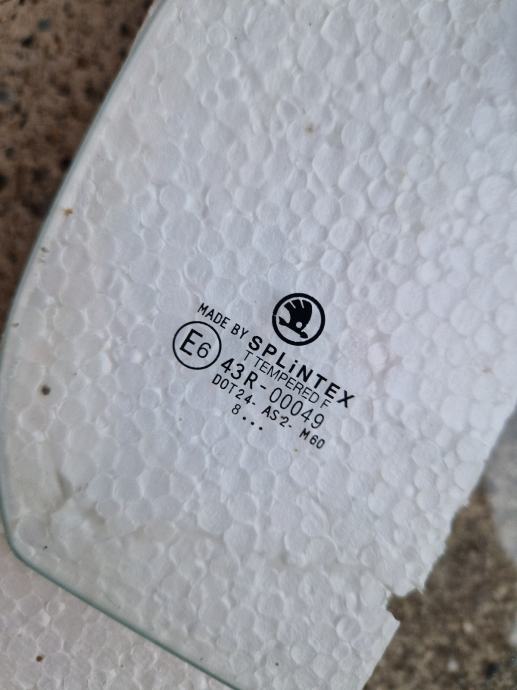 MADE BY SPLiNTEX
T TEMPERED F
E6 43R-00049
DOT24- AS2- M60
8...